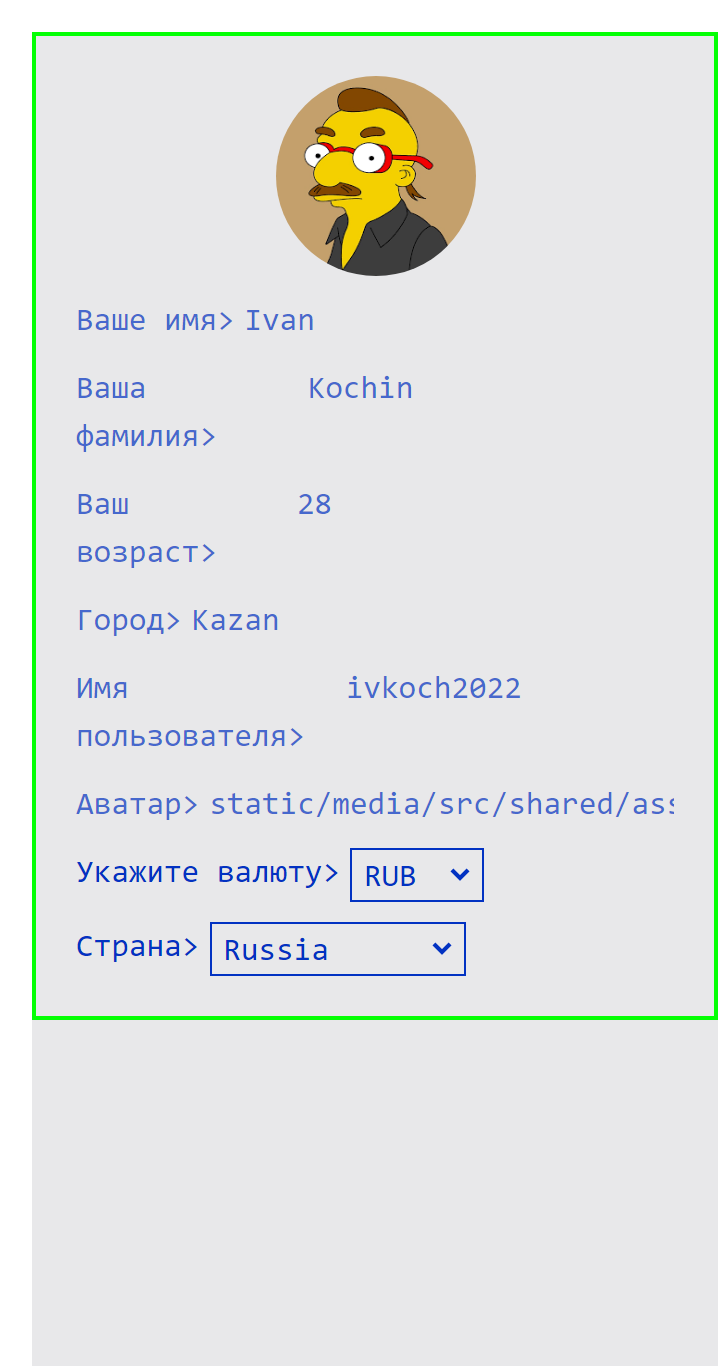 Ваше имя> Ivan
Ваша Kochin
фамилия>
Ваш 28
возраст>
Город> Kazan
Имя ivkoch2022
пользователя>
Аватар> static/media/src/shared/ass
Укажите валюту> RUB
Страна> Russia